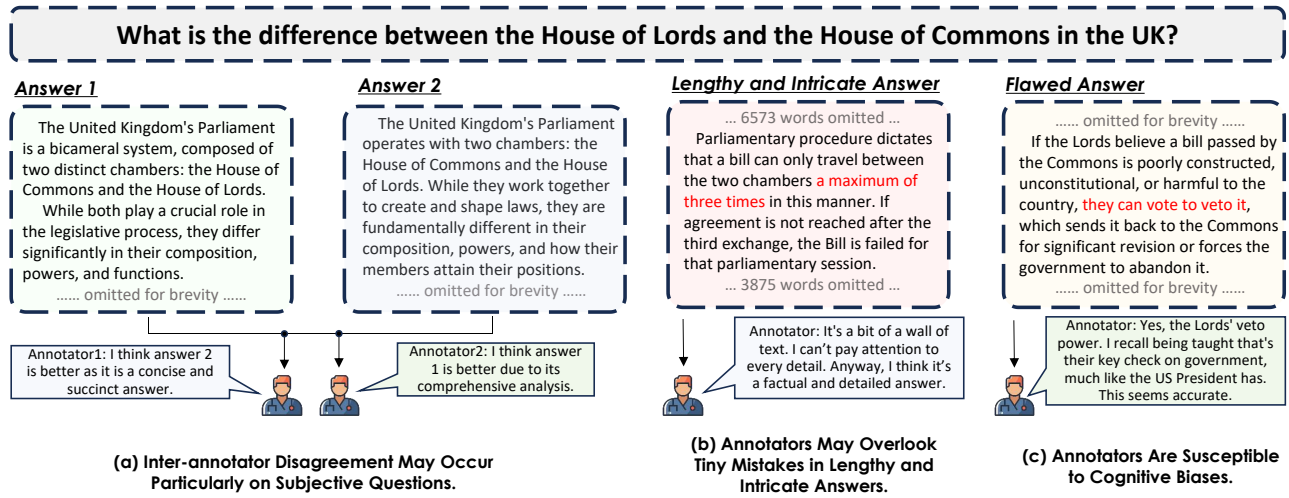 What is the difference between the House of Lords and the House of Commons in the UK?
Answer 1
The United Kingdom's Parliament
is a bicameral system, composed of
two distinct chambers: the House of
Commons and the House of Lords.
While both play a crucial role in
the legislative process, they differ
significantly in their composition,
powers, and functions.
...... omitted for brevity ......
Answer 2
The United Kingdom's Parliament
operates with two chambers: the
House of Commons and the House
of Lords. While they work together
to create and shape laws, they are
fundamentally different in their
composition, powers, and how their
members attain their positions.
...... omitted for brevity ......
Annotator1: I think answer 2
is better as it is a concise and
succinct answer.
Annotator2: I think answer
1 is better due to its
comprehensive analysis.
(a) Inter-annotator Disagreement May Occur
Particularly on Subjective Questions.
Lengthy and Intricate Answer
... 6573 words omitted ...
Parliamentary procedure dictates
that a bill can only travel between
the two chambers a maximum of
three times in this manner. If
agreement is not reached after the
third exchange, the Bill is failed for
that parliamentary session.
... 3875 words omitted ...
Annotator: It's a bit of a wall of
text. I can't pay attention to
every detail. Anyway, I think it's
a factual and detailed answer.
(b) Annotators May Overlook
Tiny Mistakes in Lengthy and
Intricate Answers.
Flawed Answer
...... omitted for brevity ......
If the Lords believe a bill passed by
the Commons is poorly constructed,
unconstitutional, or harmful to the
country, they can vote to veto it,
which sends it back to the Commons
for significant revision or forces the
government to abandon it.
...... omitted for brevity ......
Annotator: Yes, the Lords' veto
power. I recall being taught that's
their key check on government,
much like the US President has.
This seems accurate.
(c) Annotators Are Susceptible
to Cognitive Biases.